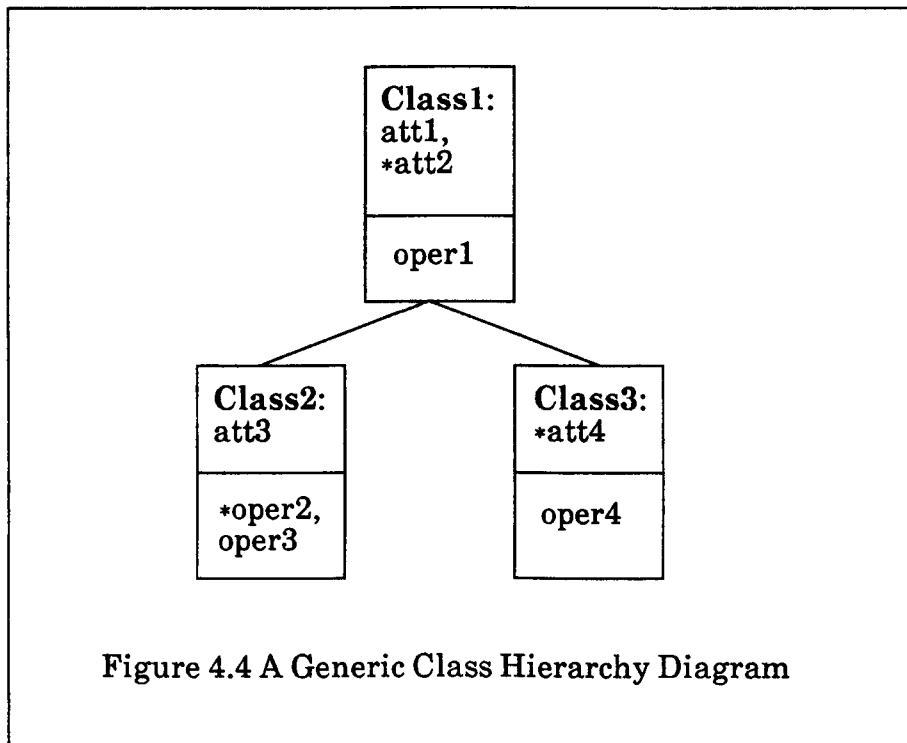 Class1:
att1,
*att2
oper1
Class2:
att3
*oper2,
oper3
Class3:
*att4
oper4
Figure 4.4 A Generic Class Hierarchy Diagram